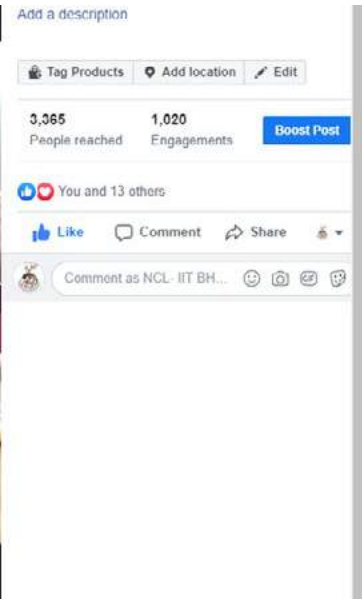 Add a description
Tag Products Add location Edit
3,365 1,020
People reached Engagements Boost Post
You and 13 others
Like Comment Share
Comment as NCL- IIT BH... GIF